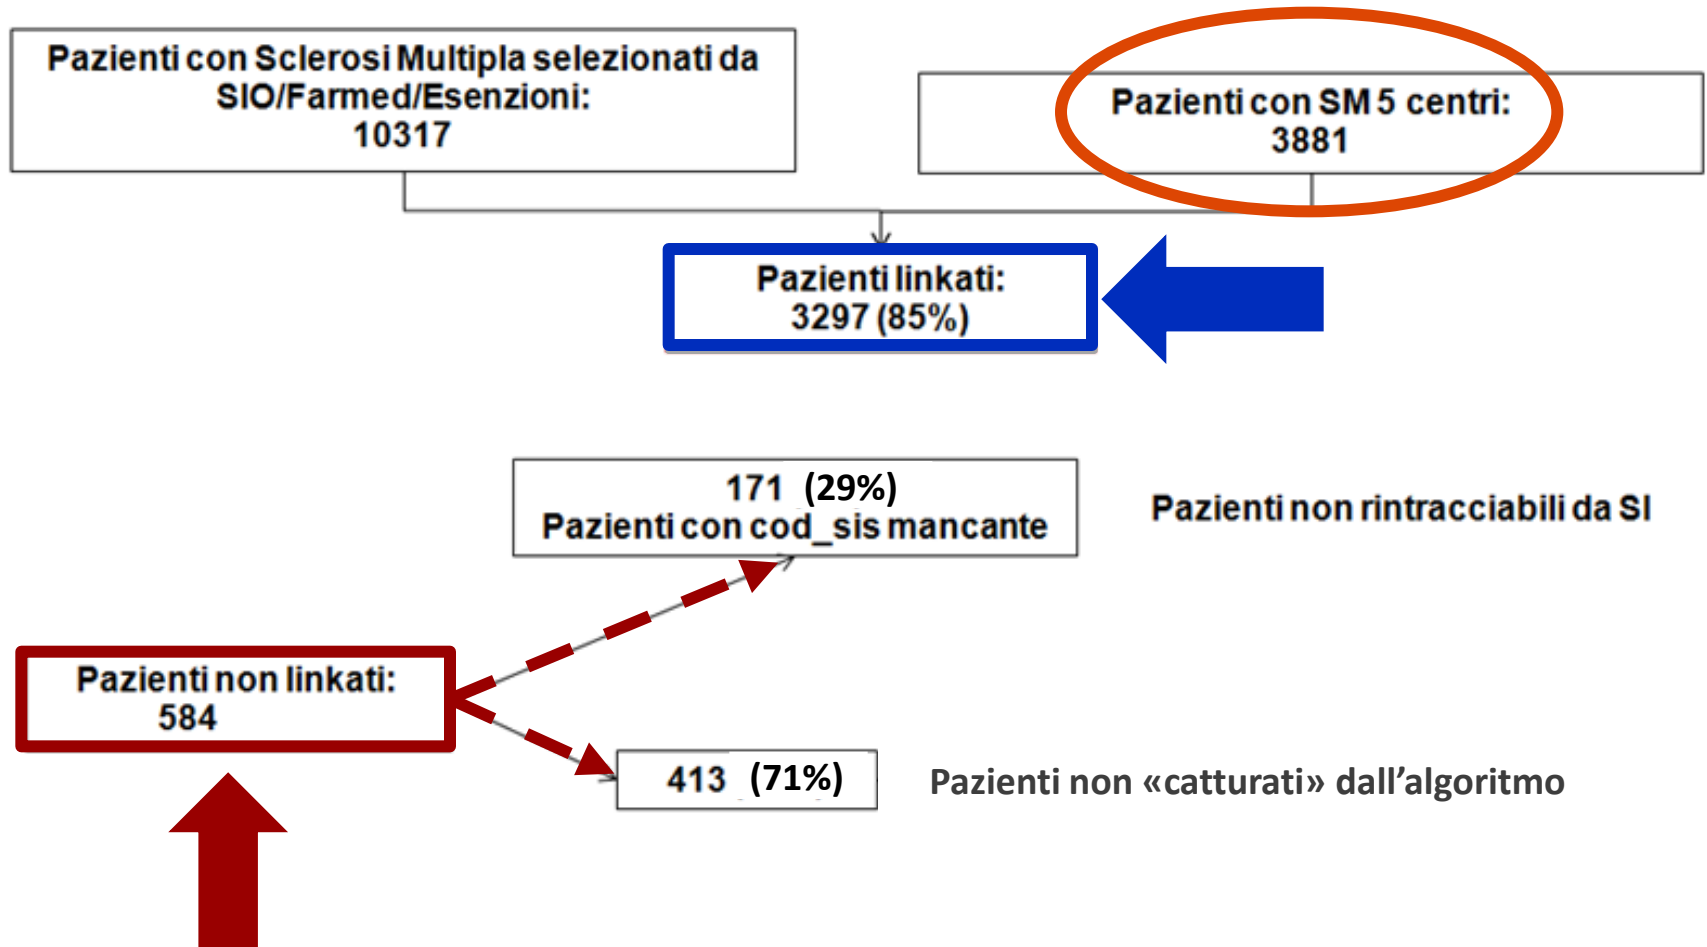 Pazienti con Sclerosi Multipla selezionati da
SIO/Farmed/Esenzioni:
10317
Pazienti con SM 5 centri:
3881
Pazienti linkati:
3297 (85%)
171 (29%)
Pazienti con cod_sis mancante
Pazienti non rintracciabili da SI
Pazienti non linkati:
584
413 (71%)
Pazienti non «catturati» dall’algoritmo